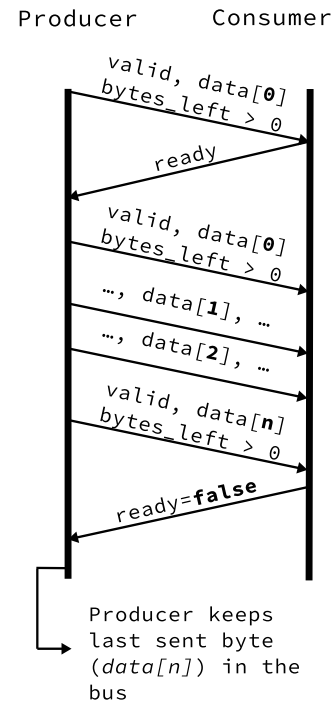 Producer Consumer
valid, data[0]
bytes_left > 0
ready
valid, data[0]
bytes_left > 0
…, data[1], …
…, data[2], …
valid, data[n]
bytes_left > 0
ready=false
Producer keeps
last sent byte
(data[n]) in the
bus